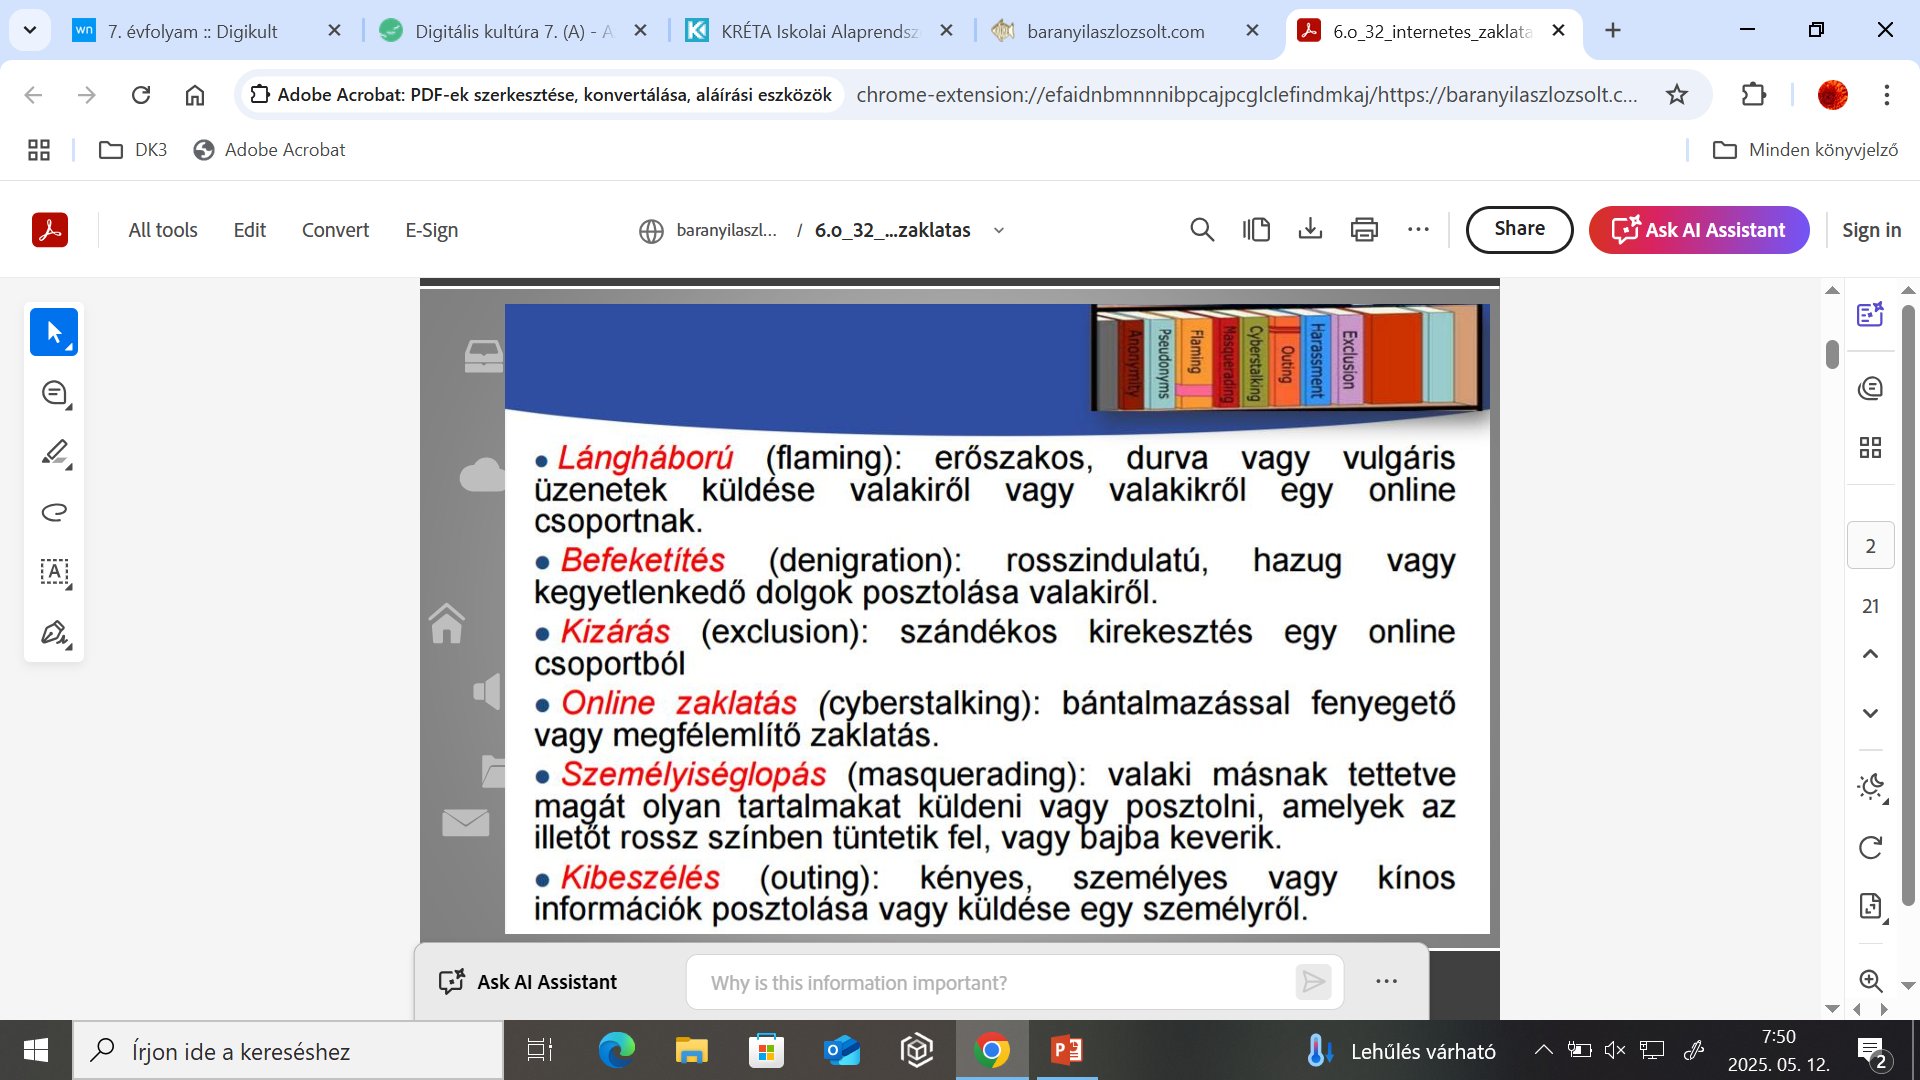 7. évfolyam :: Digikult
Digitális kultúra 7. (A) - A
KRÉTA Iskolai Alaprendsz
baranyilaszlozsolt.com
6.o_32_internetes_zaklata
Adobe Acrobat: PDF-ek szerkesztése, konvertálása, aláírási eszközök
chrome-extension://efaidnbmnnnibpcajpcglclefindmkaj/https://baranyilaszlozsolt.c...
DK3
Adobe Acrobat
Minden könyvjelző
All tools
Edit
Convert
E-Sign
baranyilaszl... / 6.o_32_...zaklatas
Share
Ask AI Assistant
Sign in
Anonymity
Pseudonyms
Flaming
Masquerading
Cyberstalking
Outing
Harassment
Exclusion
• Lángháború (flaming): erőszakos, durva vagy vulgáris
üzenetek küldése valakiről vagy valakikről egy online
csoportnak.
• Befeketítés (denigration): rosszindulatú, hazug vagy
kegyetlenkedő dolgok posztolása valakiről.
• Kizárás (exclusion): szándékos kirekesztés egy online
csoportból
• Online zaklatás (cyberstalking): bántalmazással fenyegető
vagy megfélemlítő zaklatás.
• Személyiséglopás (masquerading): valaki másnak tettetve
magát olyan tartalmakat küldeni vagy posztolni, amelyek az
illetőt rossz színben tüntetik fel, vagy bajba keverik.
• Kibeszélés (outing): kényes, személyes vagy kínos
információk posztolása vagy küldése egy személyről.
2
21
Ask AI Assistant
Why is this information important?
Írjon ide a kereséshez
Lehűlés várható
7:50
2025. 05. 12.
2